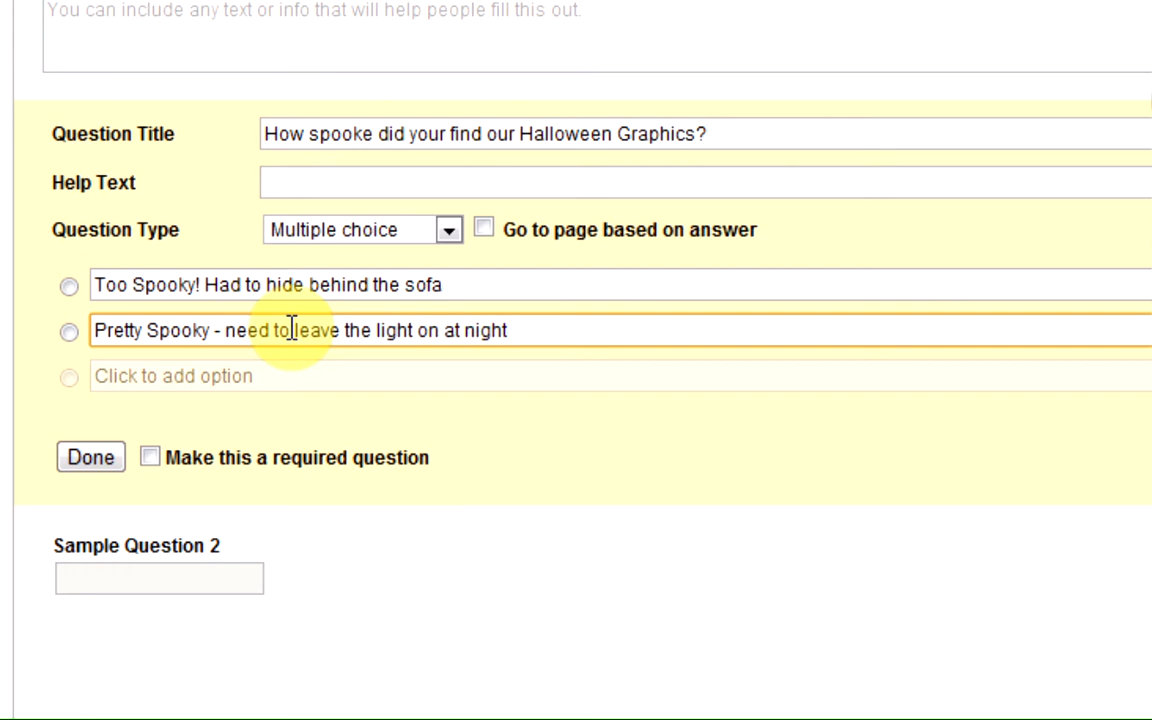 You can include any text or info that will help people fill this out.
Question Title
How spooke did your find our Halloween Graphics?
Help Text
Question Type
Multiple choice
Go to page based on answer
Too Spooky! Had to hide behind the sofa
Pretty Spooky - need to leave the light on at night
Click to add option
Done
Make this a required question
Sample Question 2